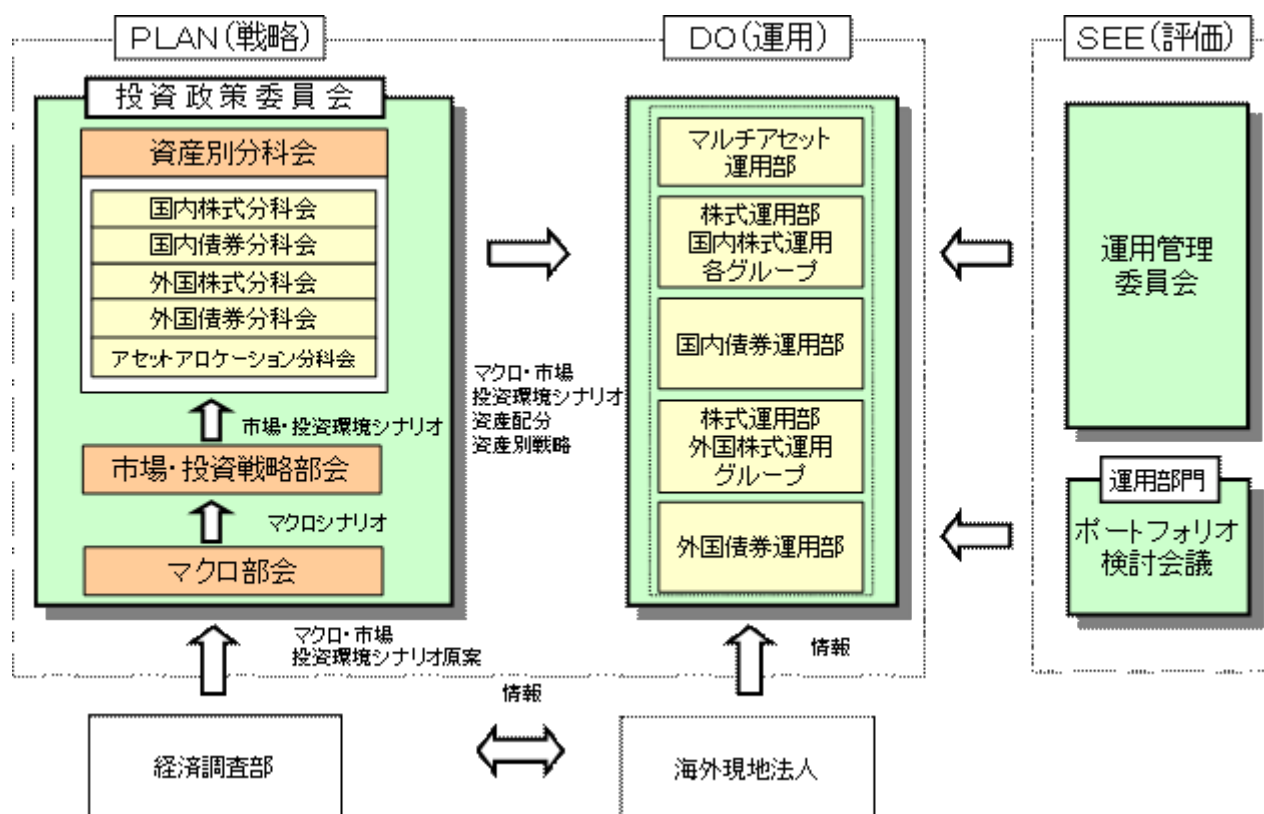 PLAN(戦略)
投資政策委員会
資産別分科会
国内株式分科会
国内債券分科会
外国株式分科会
外国債券分科会
アセットアロケーション分科会
市場・投資環境シナリオ
市場・投資戦略部会
マクロシナリオ
マクロ部会
マクロ・市場
投資環境シナリオ原案
経済調査部
マクロ・市場
投資環境シナリオ
資産配分
資産別戦略
DO(運用)
マルチアセット
運用部
株式運用部
国内株式運用
各グループ
国内債券運用部
株式運用部
外国株式運用
グループ
外国債券運用部
情報
情報
海外現地法人
SEE(評価)
運用管理
委員会
運用部門
ポートフォリオ
検討会議